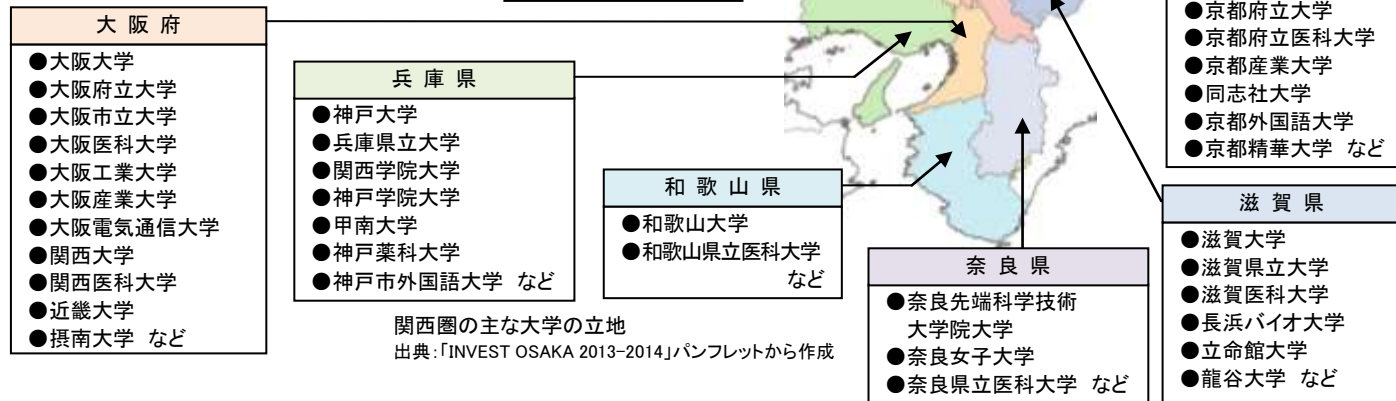 大阪府
●大阪大学
●大阪府立大学
●大阪市立大学
●大阪医科大学
●大阪工業大学
●大阪産業大学
●大阪電気通信大学
●関西大学
●関西医科大学
●近畿大学
●摂南大学 など
兵庫県
●神戸大学
●兵庫県立大学
●関西学院大学
●神戸学院大学
●甲南大学
●神戸薬科大学
●神戸市外国語大学 など
和歌山県
●和歌山大学
●和歌山県立医科大学
など
奈良県
●奈良先端科学技術
大学院大学
●奈良女子大学
●奈良県立医科大学 など
●京都府立大学
●京都府立医科大学
●京都産業大学
●同志社大学
●京都外国語大学
●京都精華大学 など
滋賀県
●滋賀大学
●滋賀県立大学
●滋賀医科大学
●長浜バイオ大学
●立命館大学
●龍谷大学 など
関西圏の主な大学の立地
出典:「INVEST OSAKA 2013-2014」パンフレットから作成